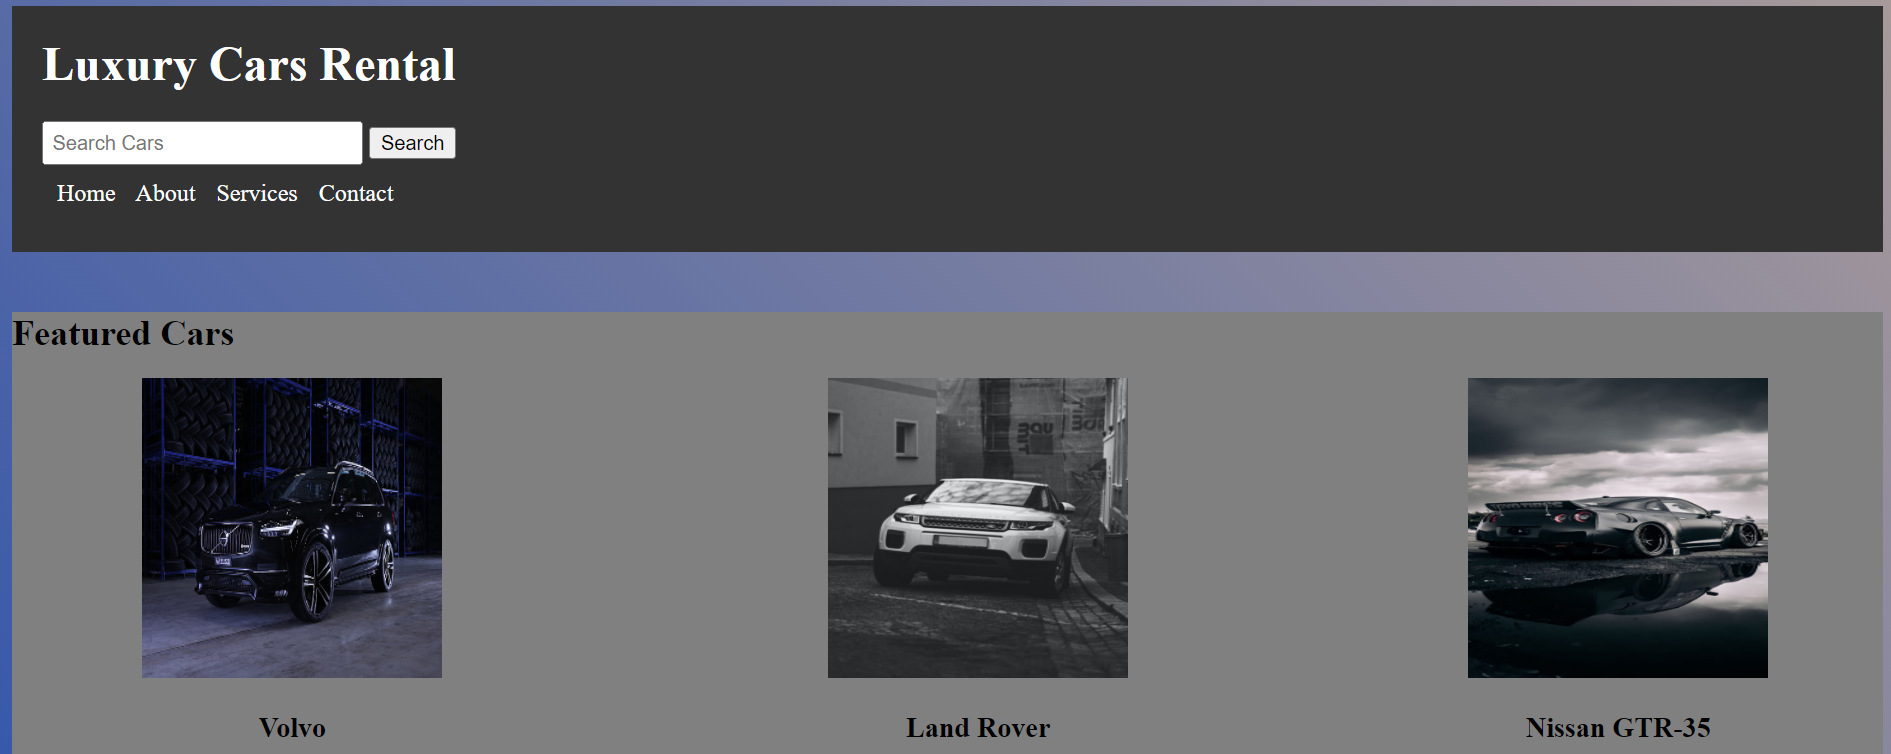 Luxury Cars Rental
Search Cars Search
Home About Services Contact
Featured Cars
Volvo Land Rover Nissan GTR-35